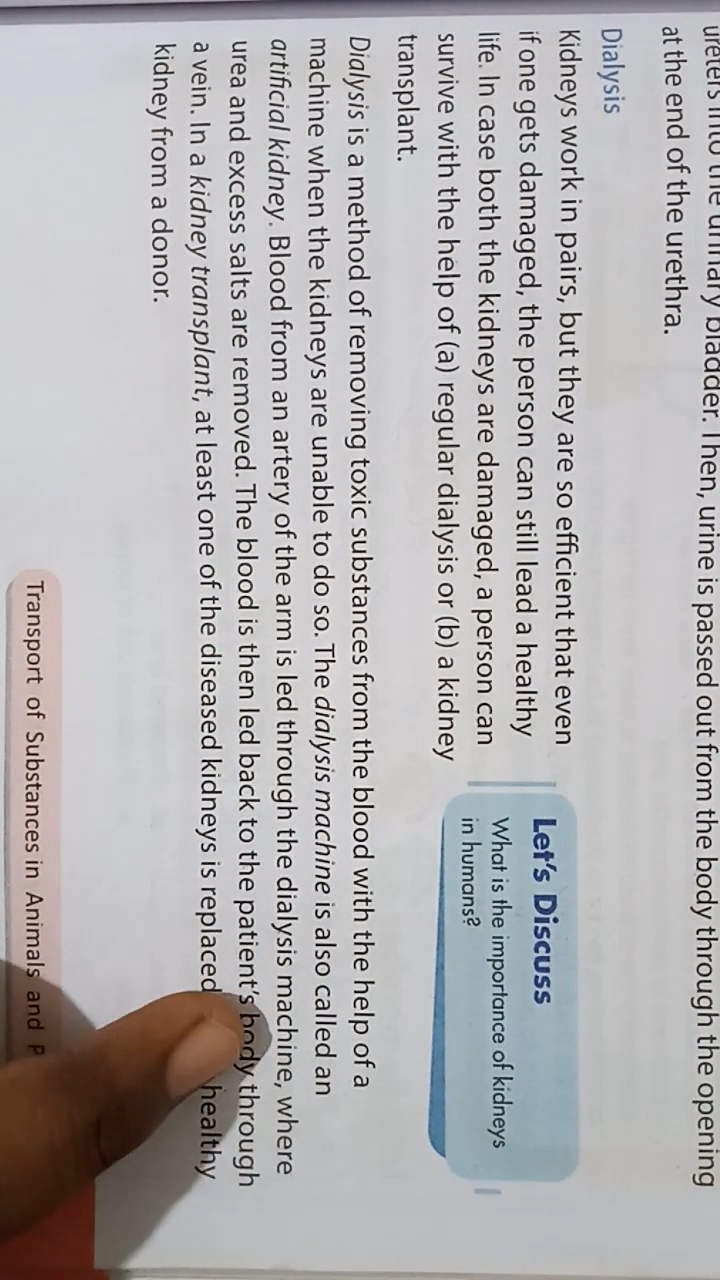 ureters into the urinary bladder. Then, urine is passed out from the body through the opening
at the end of the urethra.
Dialysis
Kidneys work in pairs, but they are so efficient that even
if one gets damaged, the person can still lead a healthy
life. In case both the kidneys are damaged, a person can
survive with the help of (a) regular dialysis or (b) a kidney
transplant.
Let's Discuss
What is the importance of kidneys
in humans?
Dialysis is a method of removing toxic substances from the blood with the help of a
machine when the kidneys are unable to do so. The dialysis machine is also called an
artificial kidney. Blood from an artery of the arm is led through the dialysis machine, where
urea and excess salts are removed. The blood is then led back to the patient's body through
a vein. In a kidney transplant, at least one of the diseased kidneys is replaced healthy
kidney from a donor.
Transport of Substances in Animals and P